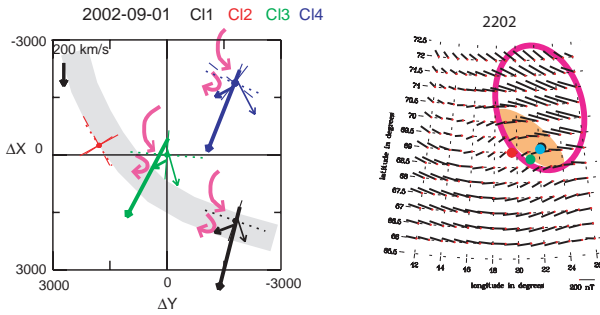 2002-09-01 Cl1 Cl2 Cl3 Cl4
-3000
200 km/s
ΔX 0
3000
3000 0 -3000
ΔY
2202
72.5
72
71.5
71
70.5
70
69.5
69
68.5
68
67.5
67
66.5
66
65.5
latitude in degrees
12 14 16 18 20 22 24 26
longitude in degrees
200 nT